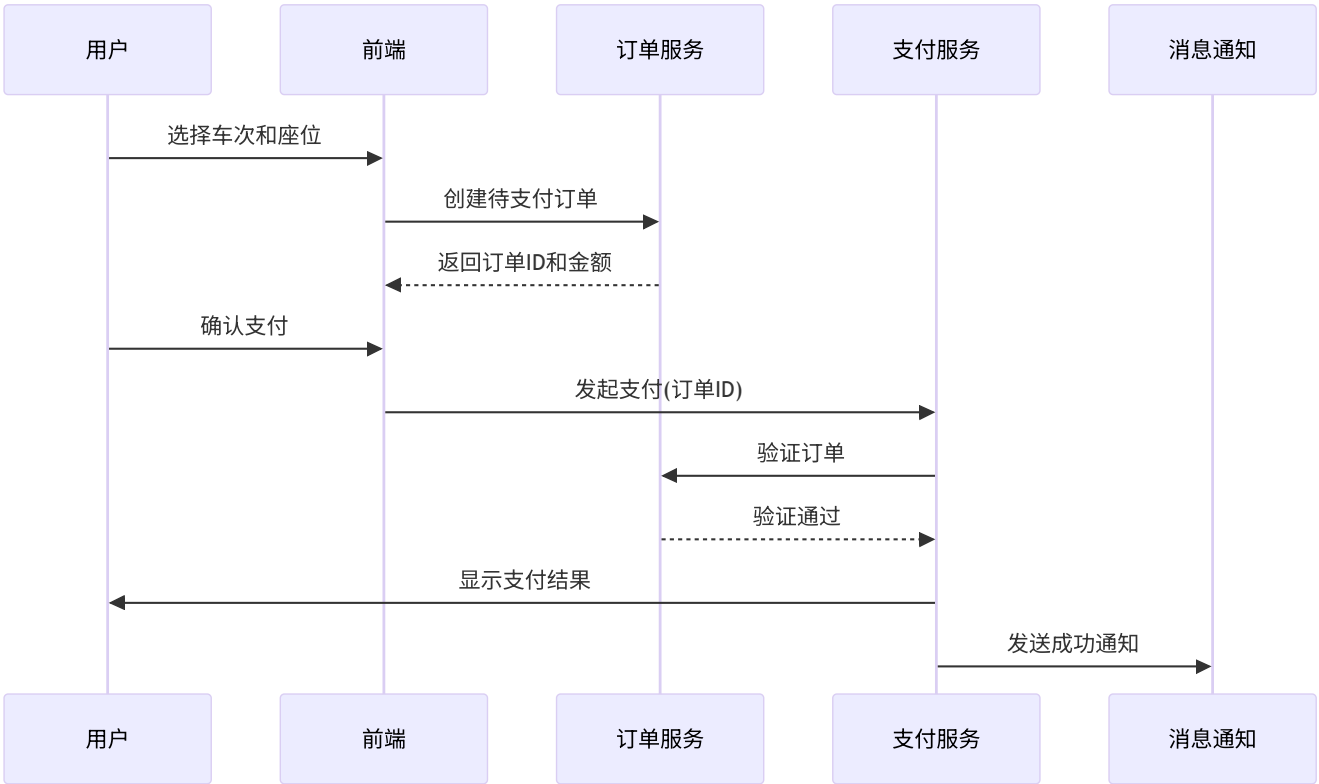 用户
前端
订单服务
支付服务
消息通知
选择车次和座位
创建待支付订单
返回订单ID和金额
确认支付
发起支付(订单ID)
验证订单
验证通过
显示支付结果
发送成功通知
用户
前端
订单服务
支付服务
消息通知